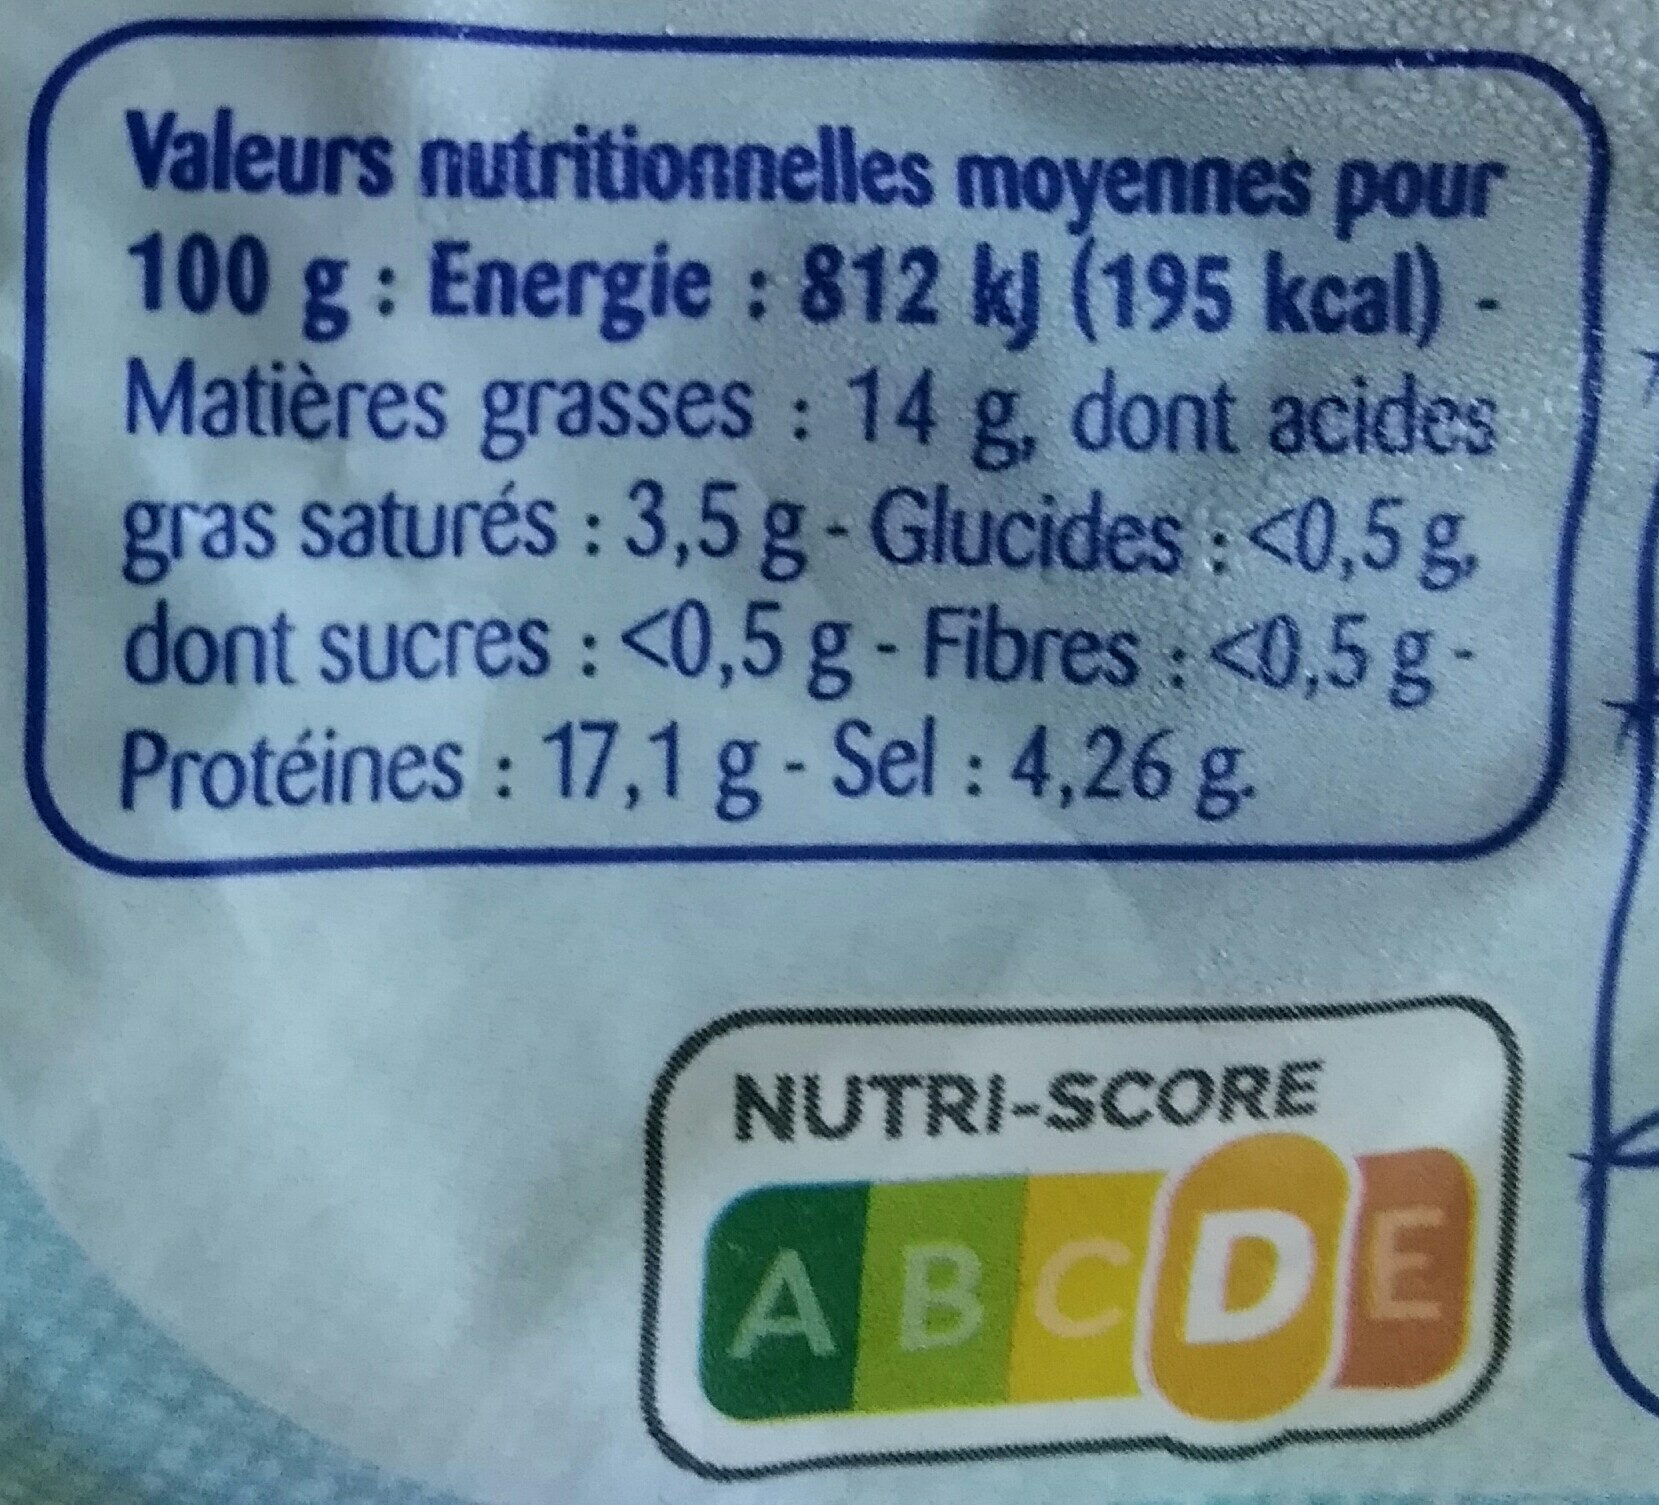 Valeurs nutritionnelles moyennes pour
100 g : Energie : 812 kJ (195 kcal) -
Matières grasses : 14 g, dont acides
gras saturés : 3,5 g - Glucides : <0,5 g,
dont sucres : <0,5 g - Fibres : <0,5 g -
Protéines : 17,1 g - Sel : 4,26 g.
NUTRI-SCORE
A B C D E